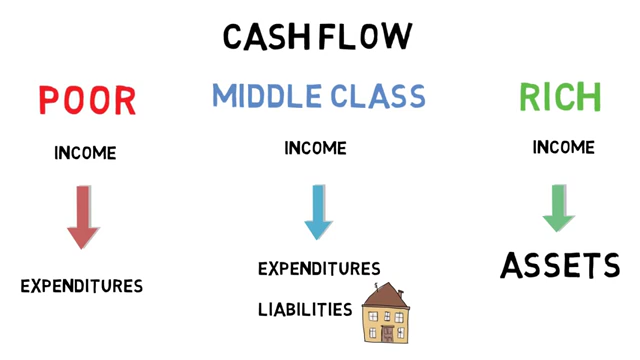 CASH FLOW
POOR
INCOME
EXPENDITURES
MIDDLE CLASS
INCOME
EXPENDITURES
LIABILITIES
RICH
INCOME
ASSETS